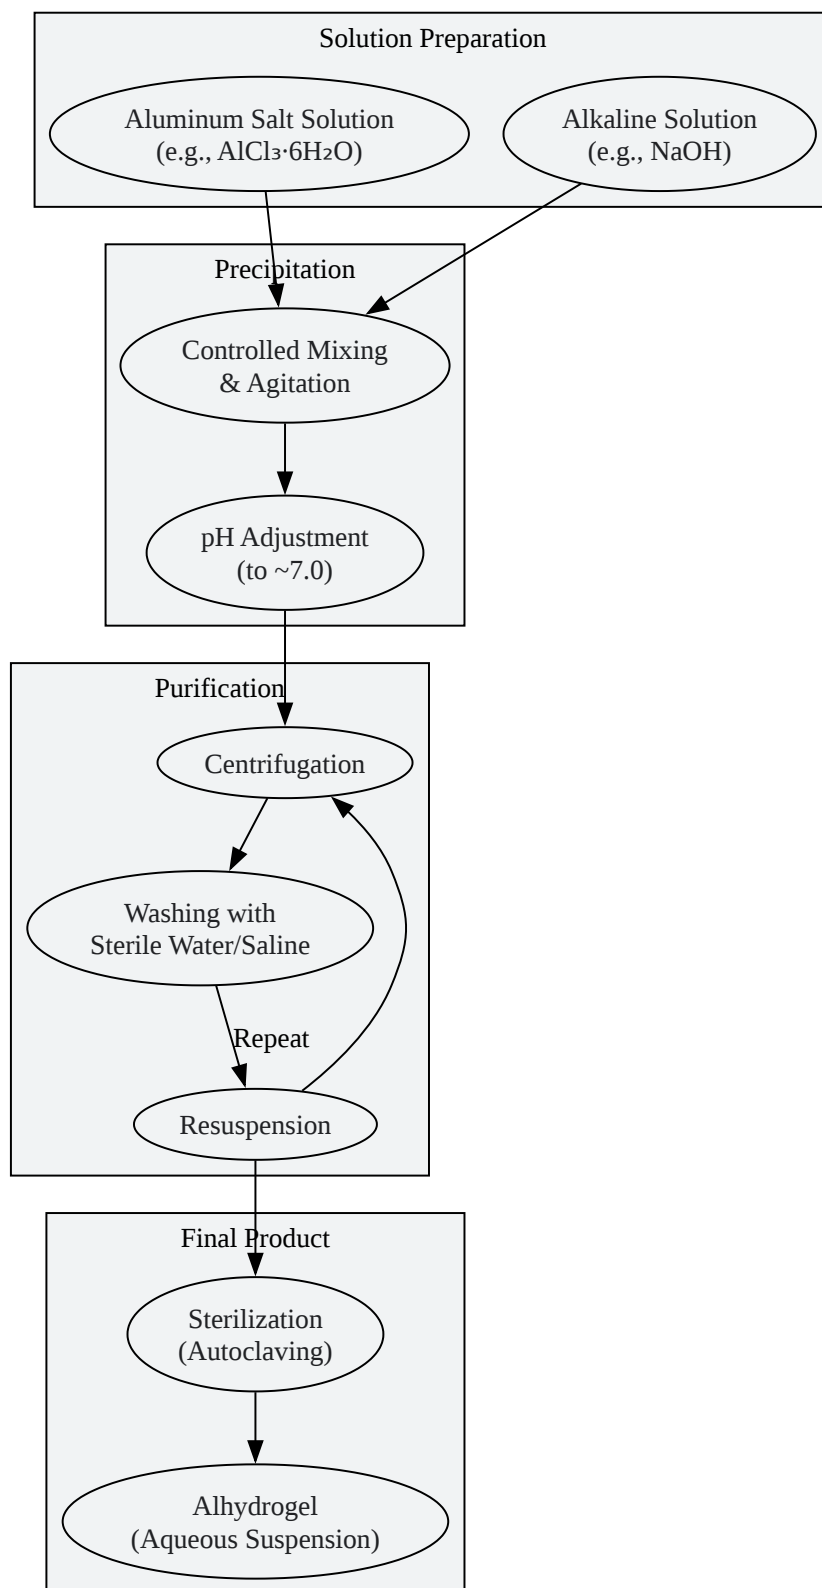 Solution Preparation
Aluminum Salt Solution
(e.g., AlCl₃·6H₂O)
Alkaline Solution
(e.g., NaOH)
Precipitation
Controlled Mixing
& Agitation
pH Adjustment
(to ~7.0)
Purification
Centrifugation
Washing with
Sterile Water/Saline
Repeat
Resuspension
Final Product
Sterilization
(Autoclaving)
Alhydrogel
(Aqueous Suspension)